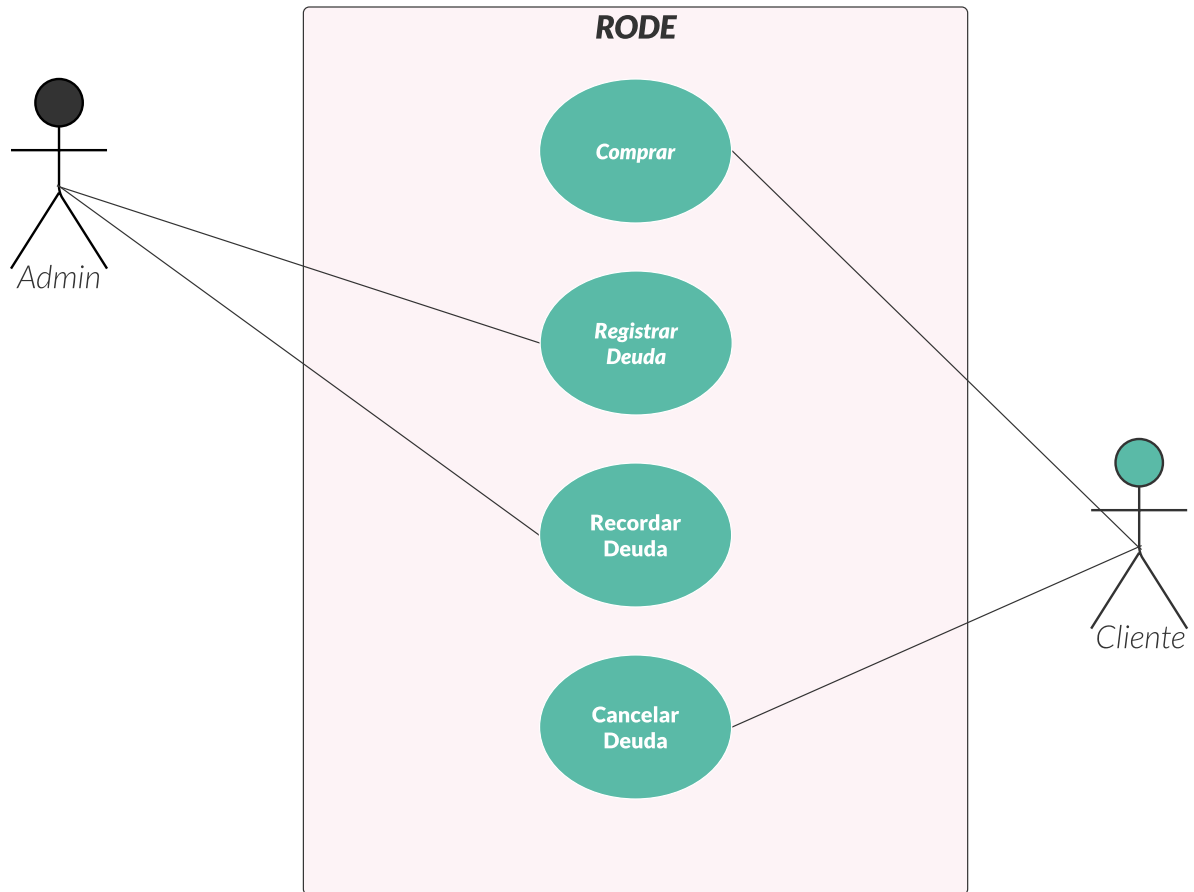 RODE
Comprar
Admin
Registrar
Deuda
Recordar
Deuda
Cliente
Cancelar
Deuda